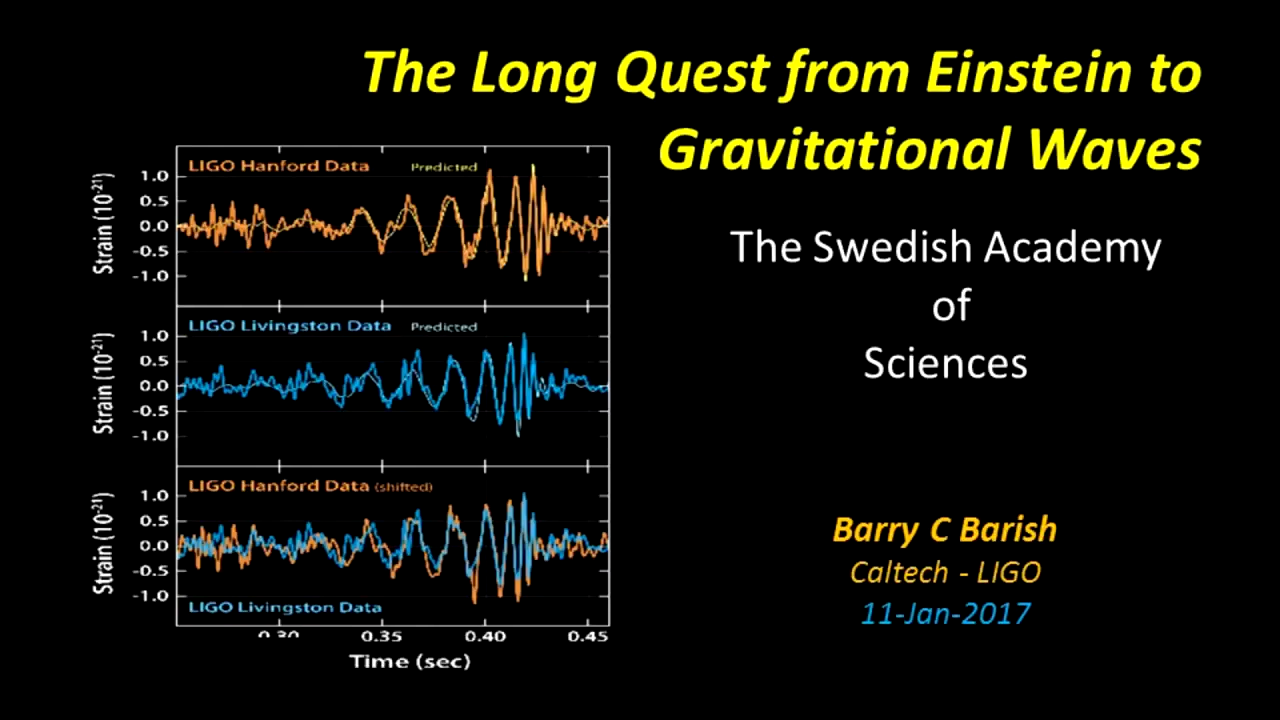 The Long Quest from Einstein to
Gravitational Waves
The Swedish Academy
of
Sciences
Barry C Barish
Caltech - LIGO
11-Jan-2017
LIGO Hanford Data Predicted
Strain (10⁻²¹)
1.0
0.5
0.0
-0.5
-1.0
LIGO Livingston Data Predicted
Strain (10⁻²¹)
1.0
0.5
0.0
-0.5
-1.0
LIGO Hanford Data (shifted)
Strain (10⁻²¹)
1.0
0.5
0.0
-0.5
-1.0
LIGO Livingston Data
0.30 0.35 0.40 0.45
Time (sec)